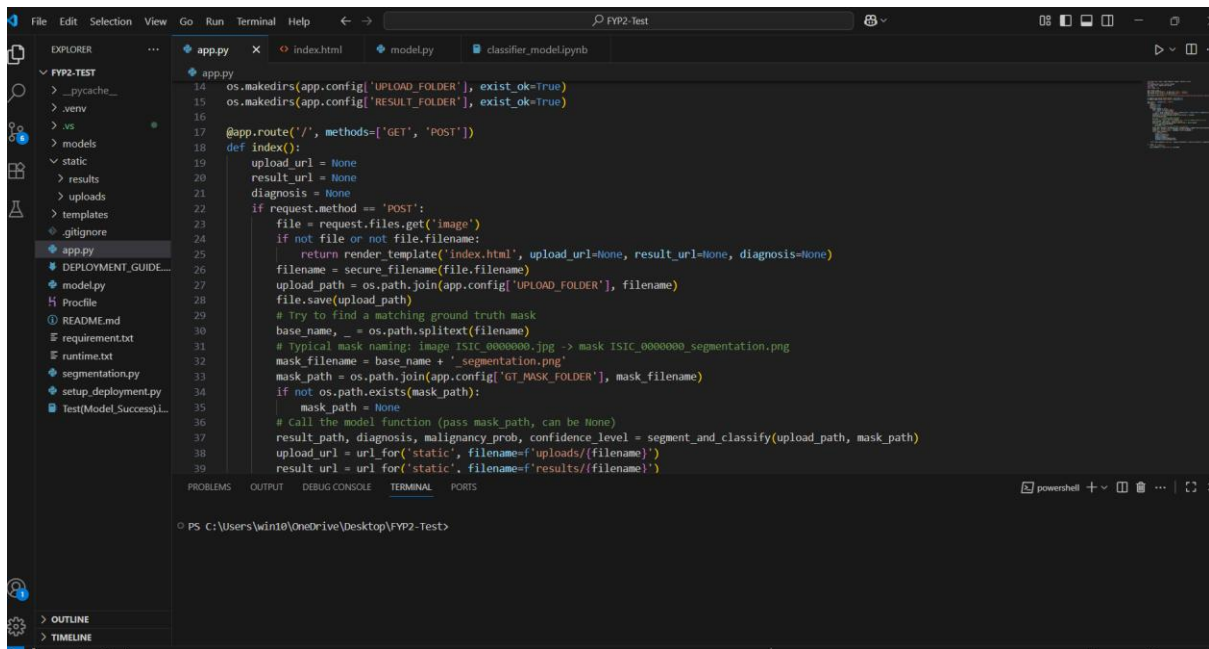 File Edit Selection View Go Run Terminal Help
FYP2-Test
EXPLORER
FYP2-TEST
__pycache__
.venv
.vs
models
static
results
uploads
templates
.gitignore
app.py
DEPLOYMENT_GUIDE....
model.py
Procfile
README.md
requirement.txt
runtime.txt
segmentation.py
setup_deployment.py
Test(Model_Success).i...
OUTLINE
TIMELINE
app.py index.html model.py classifier_model.ipynb
app.py
14 os.makedirs(app.config['UPLOAD_FOLDER'], exist_ok=True)
15 os.makedirs(app.config['RESULT_FOLDER'], exist_ok=True)
16
17 @app.route('/', methods=['GET', 'POST'])
18 def index():
19 upload_url = None
20 result_url = None
21 diagnosis = None
22 if request.method == 'POST':
23 file = request.files.get('image')
24 if not file or not file.filename:
25 return render_template('index.html', upload_url=None, result_url=None, diagnosis=None)
26 filename = secure_filename(file.filename)
27 upload_path = os.path.join(app.config['UPLOAD_FOLDER'], filename)
28 file.save(upload_path)
29 # Try to find a matching ground truth mask
30 base_name, _ = os.path.splitext(filename)
31 # Typical mask naming: image ISIC_0000000.jpg -> mask ISIC_0000000_segmentation.png
32 mask_filename = base_name + '_segmentation.png'
33 mask_path = os.path.join(app.config['GT_MASK_FOLDER'], mask_filename)
34 if not os.path.exists(mask_path):
35 mask_path = None
36 # Call the model function (pass mask_path, can be None)
37 result_path, diagnosis, malignancy_prob, confidence_level = segment_and_classify(upload_path, mask_path)
38 upload_url = url_for('static', filename=f'uploads/{filename}')
39 result_url = url_for('static', filename=f'results/{filename}')
PROBLEMS OUTPUT DEBUG CONSOLE TERMINAL PORTS
powershell
PS C:\Users\win10\OneDrive\Desktop\FYP2-Test>